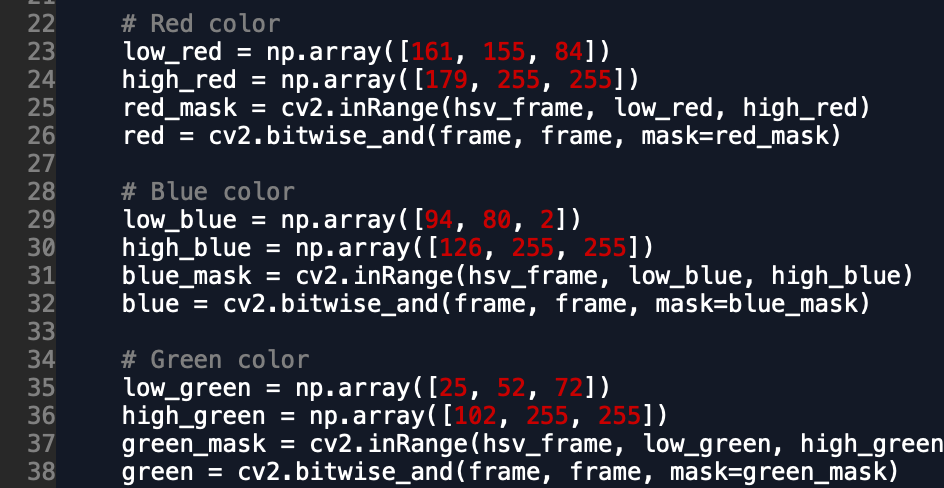 22 # Red color
23 low_red = np.array([161, 155, 84])
24 high_red = np.array([179, 255, 255])
25 red_mask = cv2.inRange(hsv_frame, low_red, high_red)
26 red = cv2.bitwise_and(frame, frame, mask=red_mask)
27
28 # Blue color
29 low_blue = np.array([94, 80, 2])
30 high_blue = np.array([126, 255, 255])
31 blue_mask = cv2.inRange(hsv_frame, low_blue, high_blue)
32 blue = cv2.bitwise_and(frame, frame, mask=blue_mask)
33
34 # Green color
35 low_green = np.array([25, 52, 72])
36 high_green = np.array([102, 255, 255])
37 green_mask = cv2.inRange(hsv_frame, low_green, high_green
38 green = cv2.bitwise_and(frame, frame, mask=green_mask)